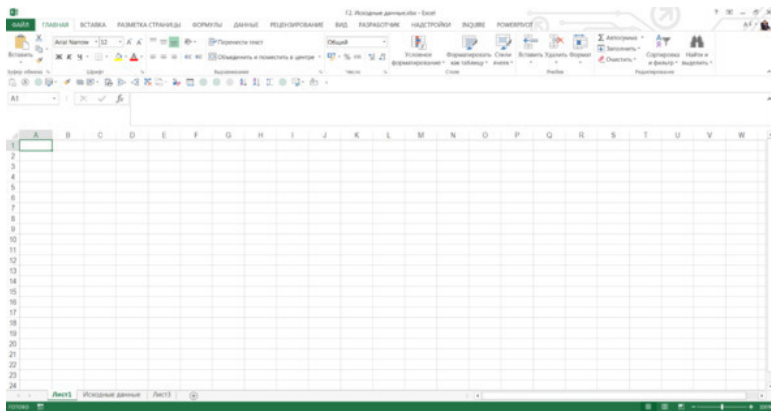 f2. Исходные данные.xlsx - Excel
ФАЙЛ ГЛАВНАЯ ВСТАВКА РАЗМЕТКА СТРАНИЦЫ ФОРМУЛЫ ДАННЫЕ РЕЦЕНЗИРОВАНИЕ ВИД РАЗРАБОТЧИК НАДСТРОЙКИ INQUIRE POWERPIVOT
Вставить Arial Narrow 12 Ж К Ч Перенести текст Объединить и поместить в центре Общий
Условное форматирование Форматировать как таблицу Стили ячеек Вставить Удалить Формат
Автосумма Заполнить Очистить Сортировка и фильтр Найти и выделить
Буфер обмена Шрифт Выравнивание Число Стили Ячейки Редактирование
A1 fx
A B C D E F G H I J K L M N O P Q R S T U V W
1
2
3
4
5
6
7
8
9
10
11
12
13
14
15
16
17
18
19
20
21
22
23
24
Лист1 Исходные данные Лист3
ГОТОВО